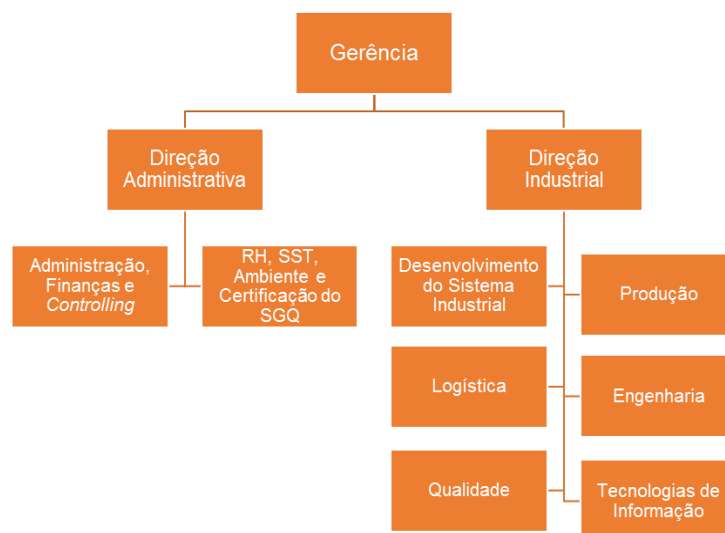 Gerência
Direção
Administrativa
Direção
Industrial
Administração,
Finanças e
Controlling
RH, SST,
Ambiente e
Certificação do
SGQ
Desenvolvimento
do Sistema
Industrial
Produção
Logística
Engenharia
Qualidade
Tecnologias de
Informação